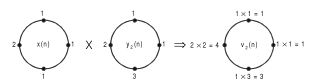 1 1 1 × 1 = 1
2 x(n) 1 X 2 y₂(n) 1 ⇒ 2 × 2 = 4 v₂(n) 1 × 1 = 1
1 3 1 × 3 = 3